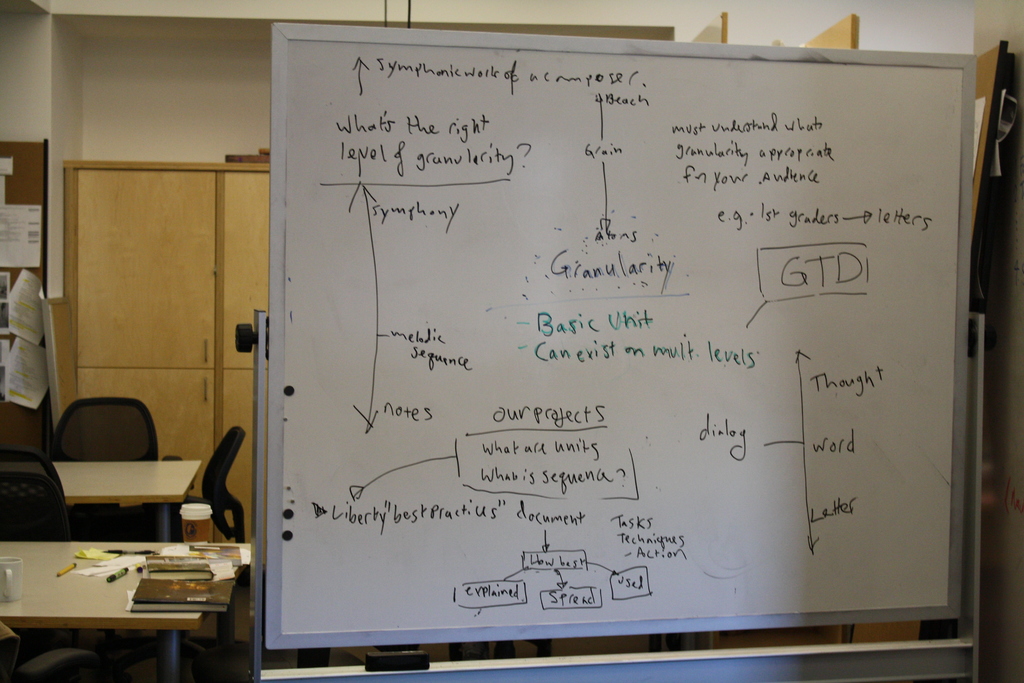 symphonic work of a composer.
What's the right
level of granularity?
symphony
melodic
sequence
notes
Beach
Grain
Atoms
Granularity
- Basic Unit
- Can exist on mult. levels
must understand whats
granularity appropriate
for your audience
e.g. 1st graders → letters
GTD
Thought
dialog
word
Letter
our projects
what are units
what is sequence?
Liberty "best practices" document
How best
explained
spread
used
Tasks
Techniques
- Action